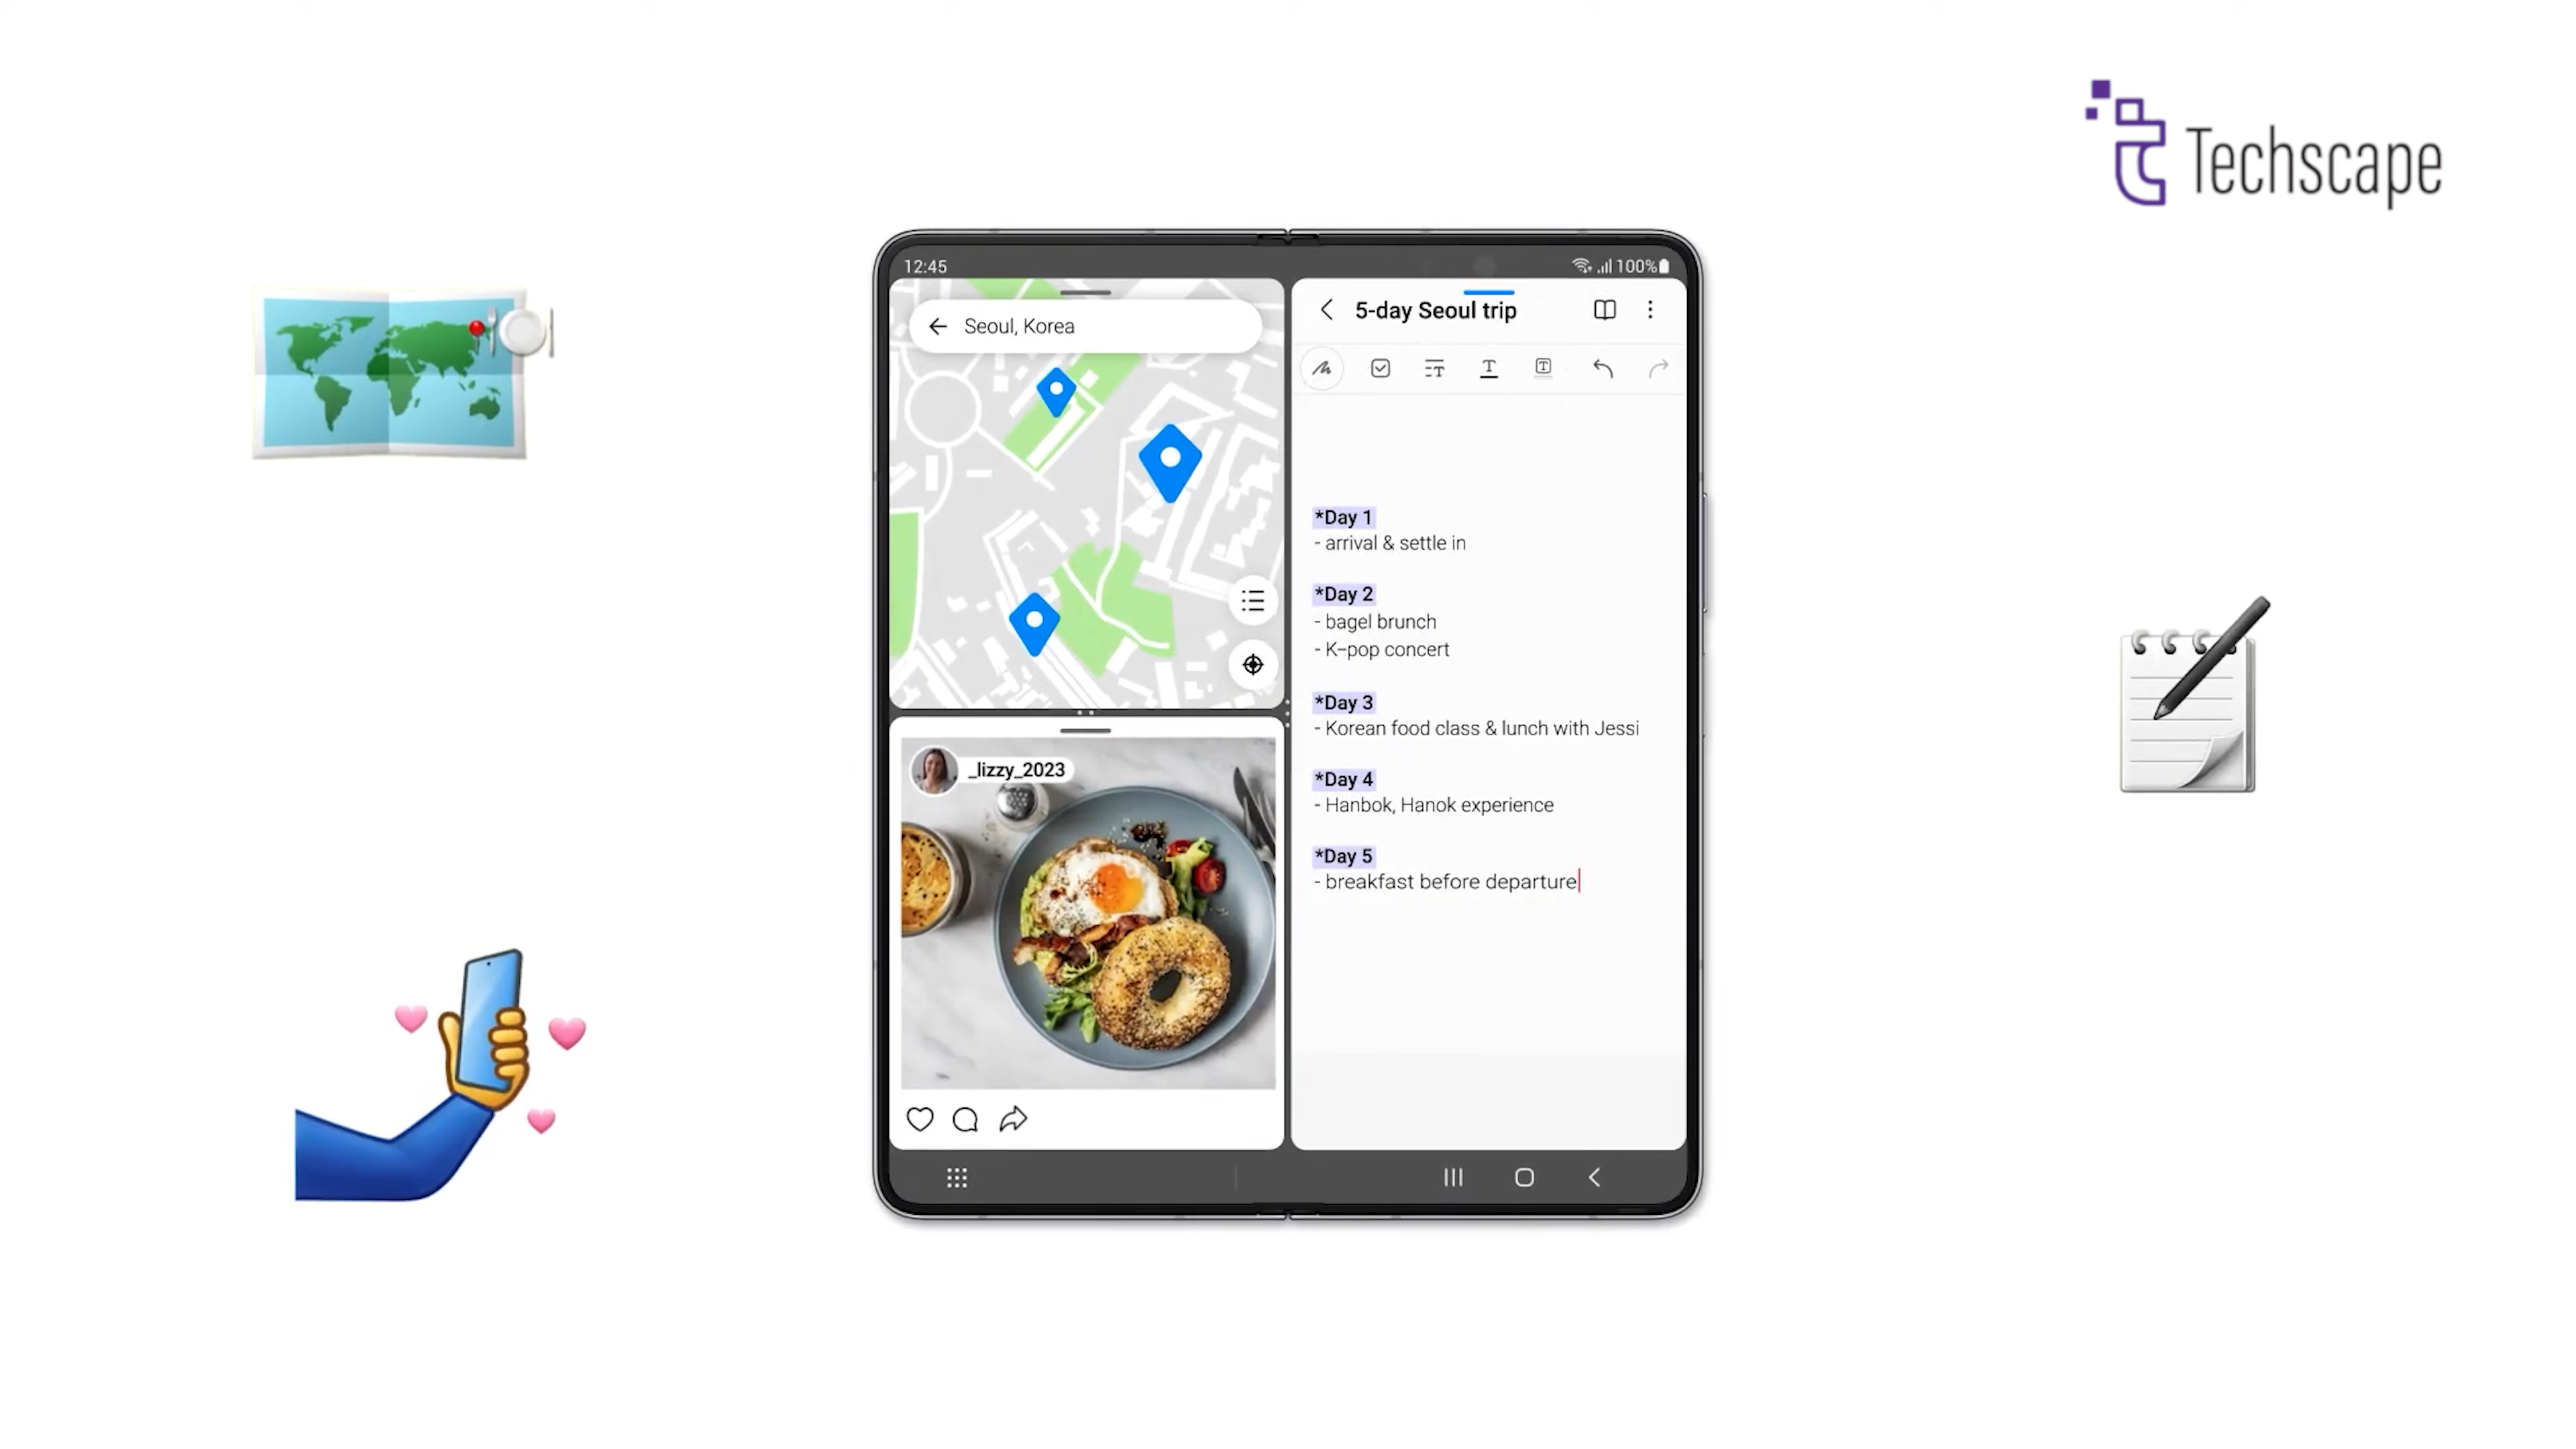 Techscape
12:45
100%
Seoul, Korea
_lizzy_2023
5-day Seoul trip
*Day 1
- arrival & settle in
*Day 2
- bagel brunch
- K-pop concert
*Day 3
- Korean food class & lunch with Jessi
*Day 4
- Hanbok, Hanok experience
*Day 5
- breakfast before departure